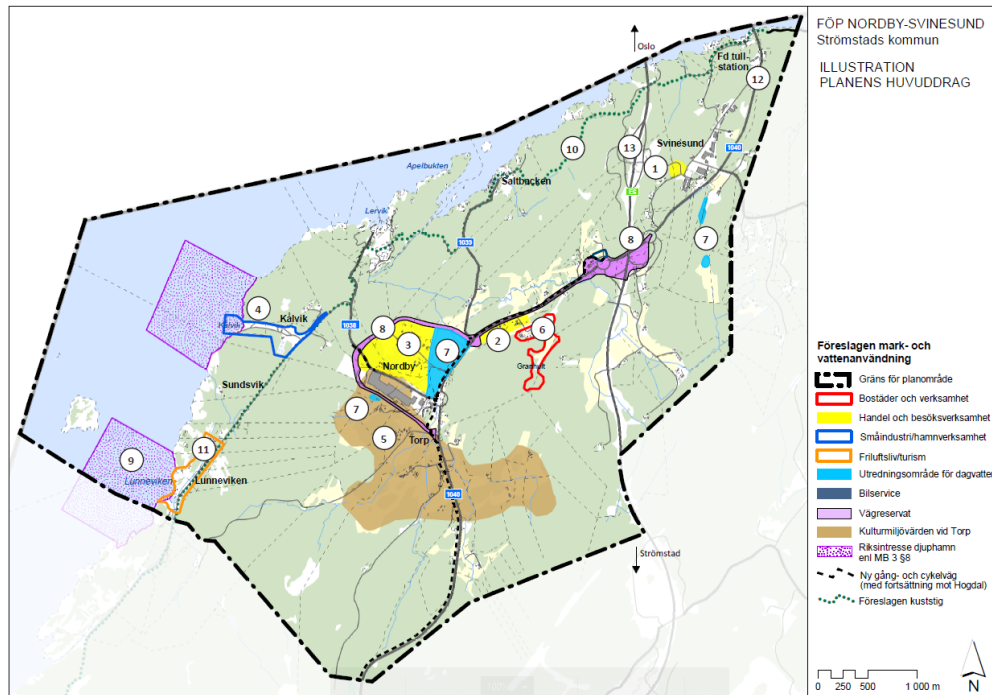 FÖP NORDBY-SVINESUND
Strömstads kommun
ILLUSTRATION
PLANENS HUVUDDRAG
Oslo
Fd tull-
station
12
1040
Svinesund
13
10
1
E6
Apelbukten
Saltbacken
Lervik
1033
8
7
4
Kålvik
Kålvik
1038
8
3
7
2
6
Granhult
Nordby
Sundsvik
7
5
Torp
11
9
Lunneviken
Lunneviken
1040
Strömstad
Föreslagen mark- och
vattenanvändning
Gräns för planområde
Bostäder och verksamhet
Handel och besöksverksamhet
Småindustri/hamnverksamhet
Friluftsliv/turism
Utredningsområde för dagvatten
Bilservice
Vägreservat
Kulturmiljövärden vid Torp
Riksintresse djuphamn
enl MB 3 §8
Ny gång- och cykelväg
(med fortsättning mot Hogdal)
Föreslagen kuststig
0 250 500 1 000 m
N